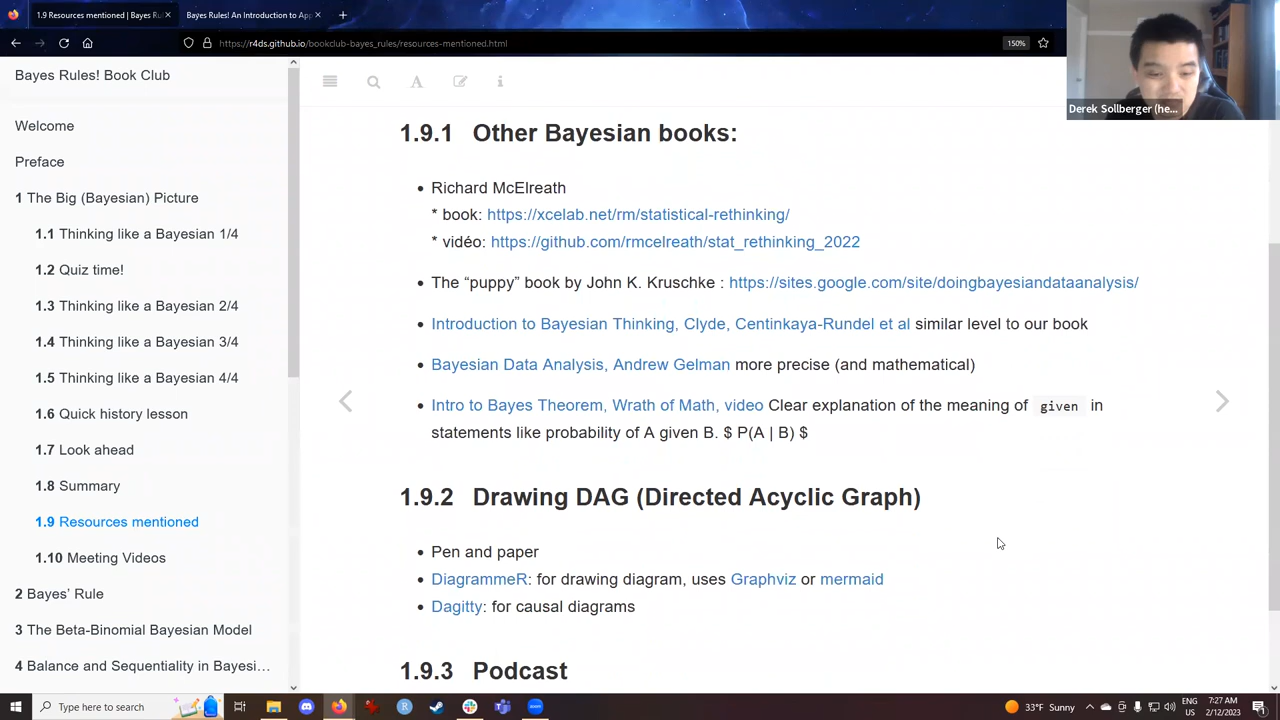 1.9 Resources mentioned | Bayes Ru
Bayes Rules! An Introduction to App
https://r4ds.github.io/bookclub-bayes_rules/resources-mentioned.html
150%
Derek Sollberger (he...
Bayes Rules! Book Club
Welcome
Preface
1 The Big (Bayesian) Picture
1.1 Thinking like a Bayesian 1/4
1.2 Quiz time!
1.3 Thinking like a Bayesian 2/4
1.4 Thinking like a Bayesian 3/4
1.5 Thinking like a Bayesian 4/4
1.6 Quick history lesson
1.7 Look ahead
1.8 Summary
1.9 Resources mentioned
1.10 Meeting Videos
2 Bayes' Rule
3 The Beta-Binomial Bayesian Model
4 Balance and Sequentiality in Bayesi…
1.9.1 Other Bayesian books:
• Richard McElreath
* book: https://xcelab.net/rm/statistical-rethinking/
* vidéo: https://github.com/rmcelreath/stat_rethinking_2022
• The “puppy” book by John K. Kruschke : https://sites.google.com/site/doingbayesiandataanalysis/
• Introduction to Bayesian Thinking, Clyde, Centinkaya-Rundel et al similar level to our book
• Bayesian Data Analysis, Andrew Gelman more precise (and mathematical)
• Intro to Bayes Theorem, Wrath of Math, video Clear explanation of the meaning of given in
statements like probability of A given B. $ P(A | B) $
1.9.2 Drawing DAG (Directed Acyclic Graph)
• Pen and paper
• DiagrammeR: for drawing diagram, uses Graphviz or mermaid
• Dagitty: for causal diagrams
1.9.3 Podcast
Type here to search
33°F Sunny
ENG
US
7:27 AM
2/12/2023